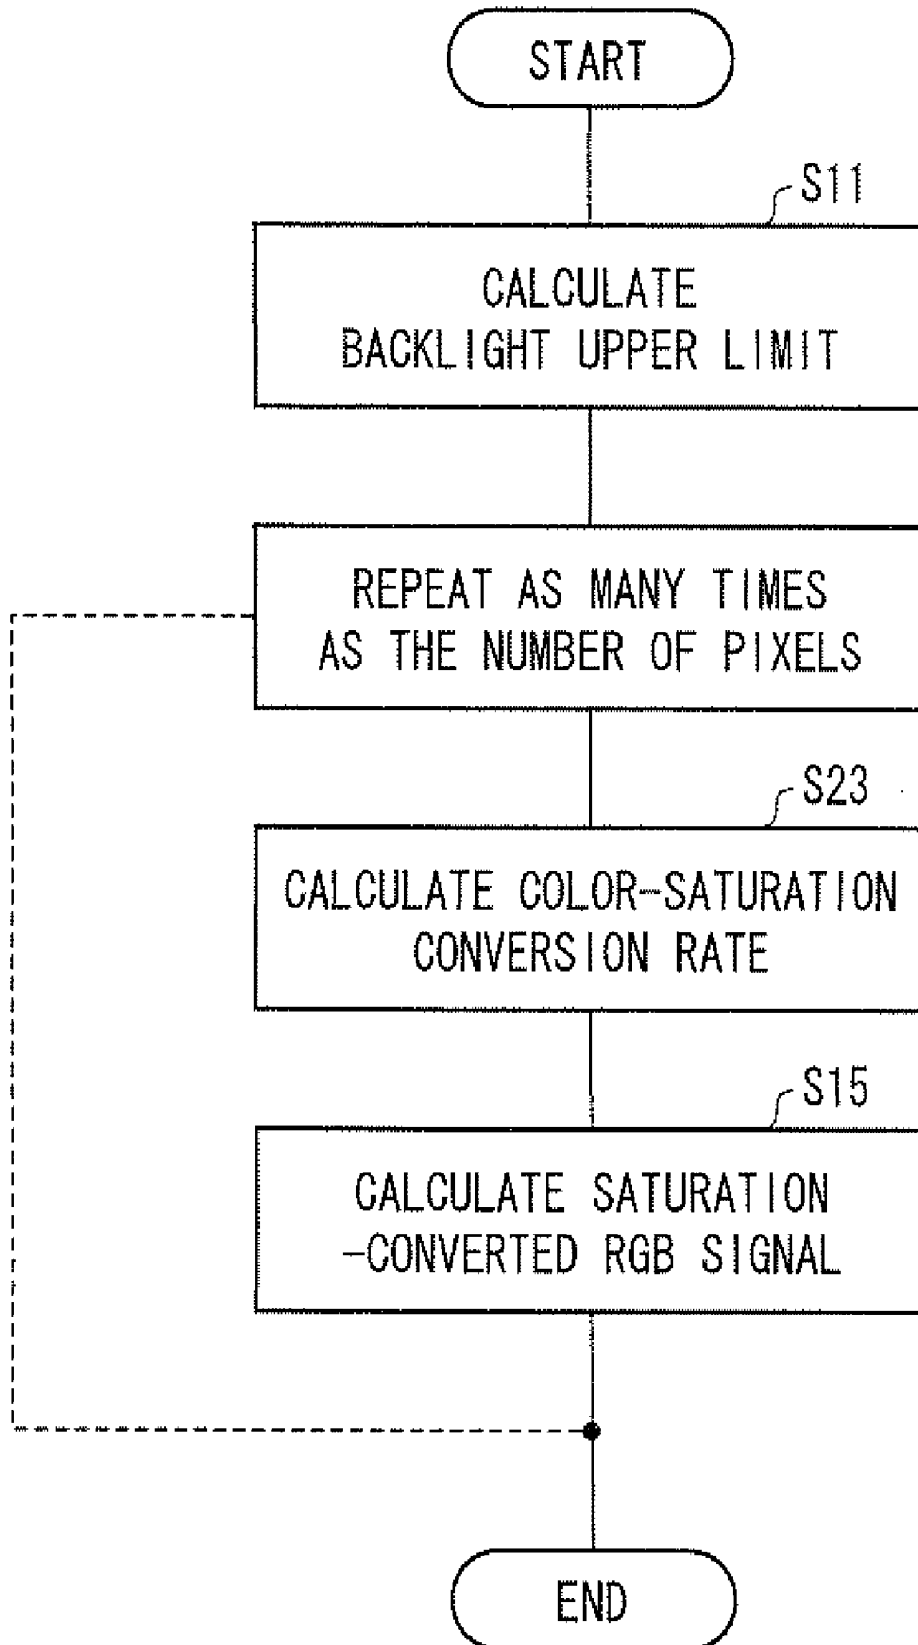 START
S11
CALCULATE
BACKLIGHT UPPER LIMIT
REPEAT AS MANY TIMES
AS THE NUMBER OF PIXELS
S23
CALCULATE COLOR-SATURATION
CONVERSION RATE
S15
CALCULATE SATURATION
-CONVERTED RGB SIGNAL
END